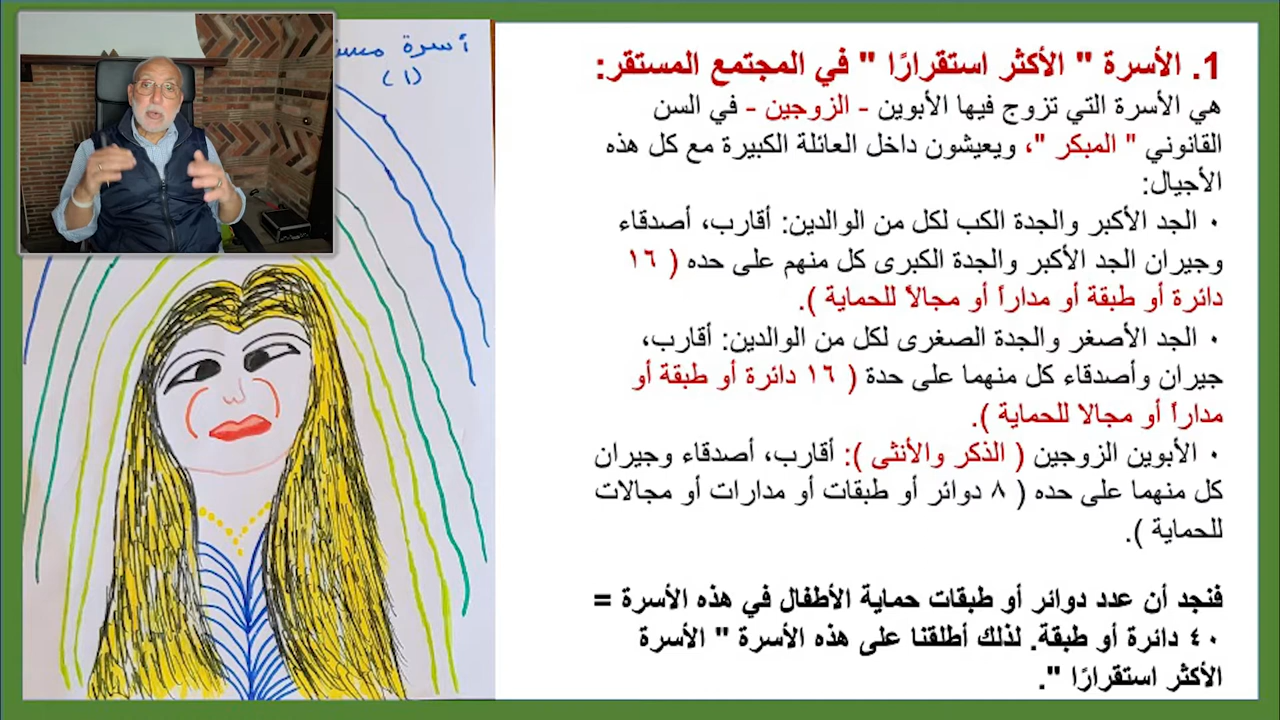 أسرة
(١)
1. الأسرة " الأكثر استقرارًا " في المجتمع المستقر:
هي الأسرة التي تزوج فيها الأبوين - الزوجين - في السن
القانوني " المبكر "، ويعيشون داخل العائلة الكبيرة مع كل هذه
الأجيال:
٠ الجد الأكبر والجدة الكب لكل من الوالدين: أقارب، أصدقاء
وجيران الجد الأكبر والجدة الكبرى كل منهم على حده ( ١٦
دائرة أو طبقة أو مداراً أو مجالاً للحماية ).
٠ الجد الأصغر والجدة الصغرى لكل من الوالدين: أقارب،
جيران وأصدقاء كل منهما على حدة ( ١٦ دائرة أو طبقة أو
مداراً أو مجالا للحماية ).
٠ الأبوين الزوجين ( الذكر والأنثى ): أقارب، أصدقاء وجيران
كل منهما على حده ( ٨ دوائر أو طبقات أو مدارات أو مجالات
للحماية ).
فنجد أن عدد دوائر أو طبقات حماية الأطفال في هذه الأسرة =
٤٠ دائرة أو طبقة. لذلك أطلقنا على هذه الأسرة " الأسرة
الأكثر استقرارًا ".